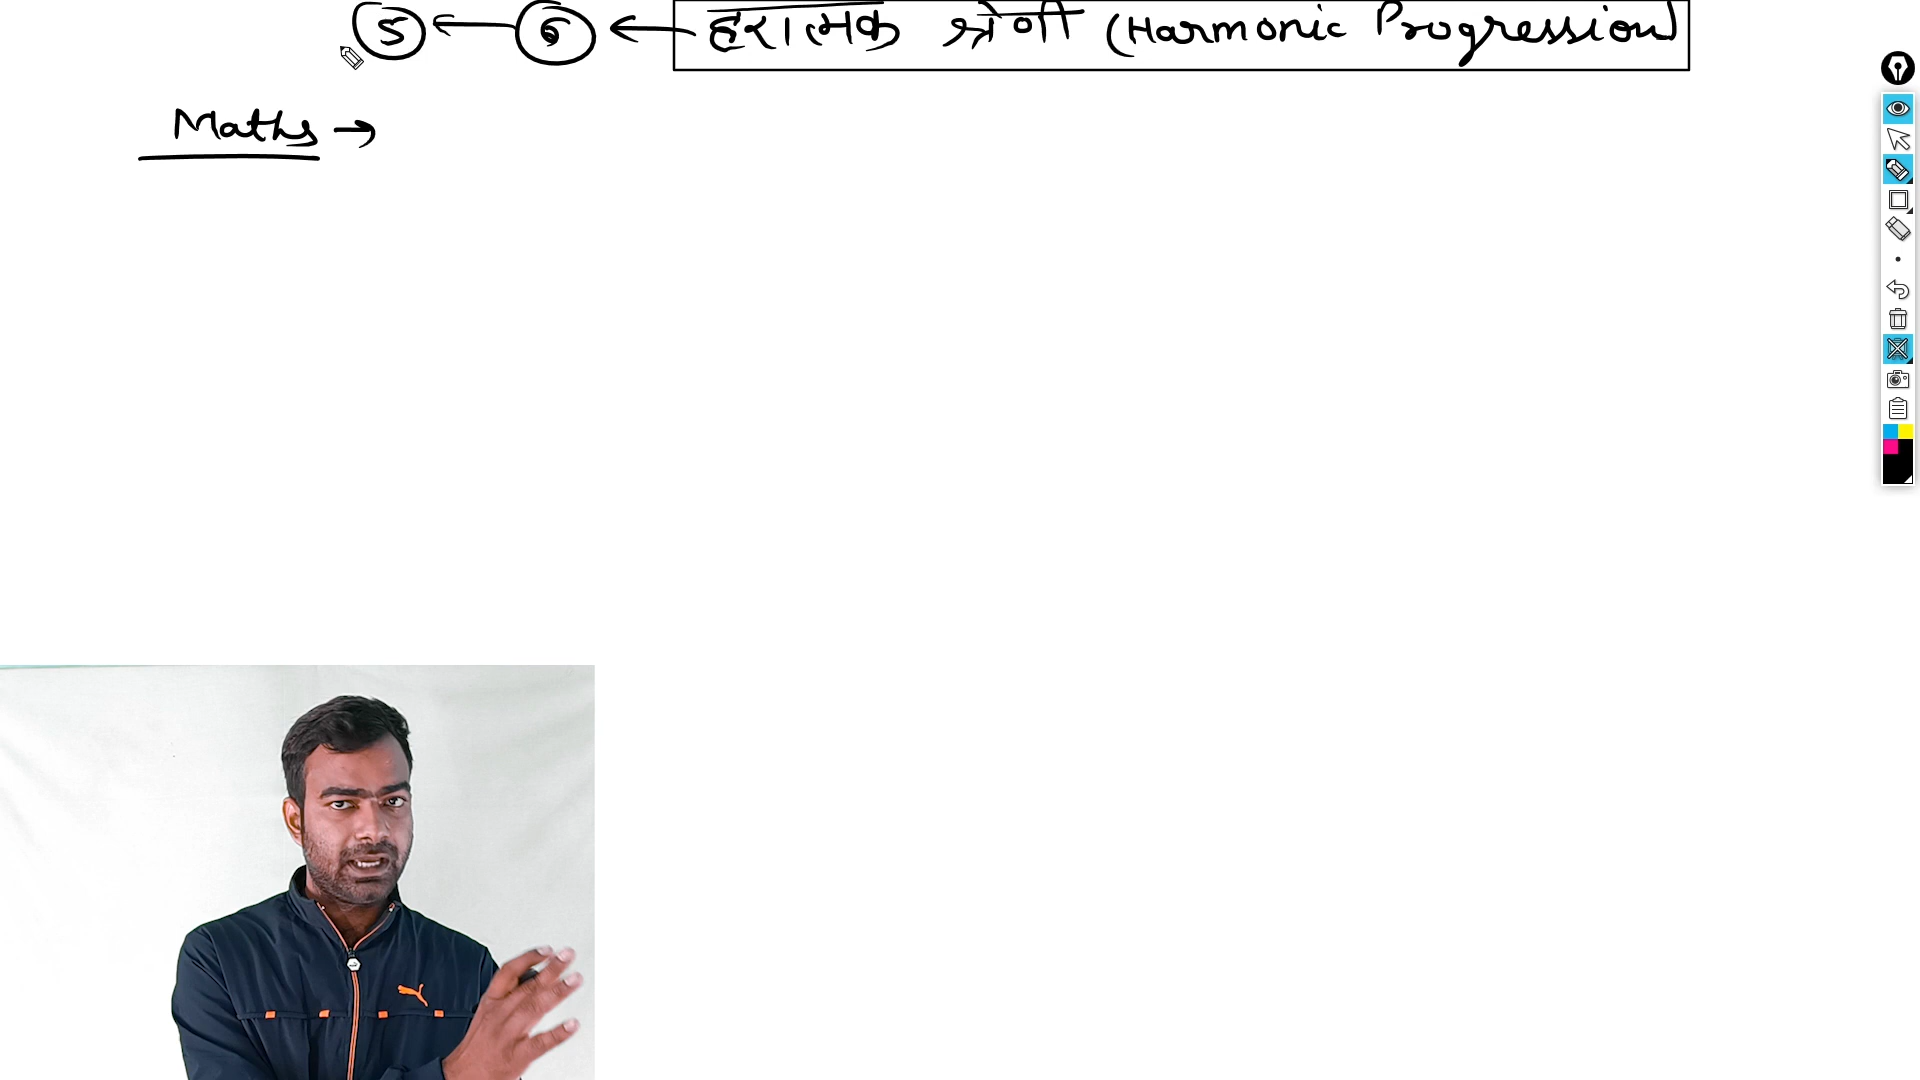 5 ← 6 ← हरात्मक श्रेणी (Harmonic Progression)
Maths →